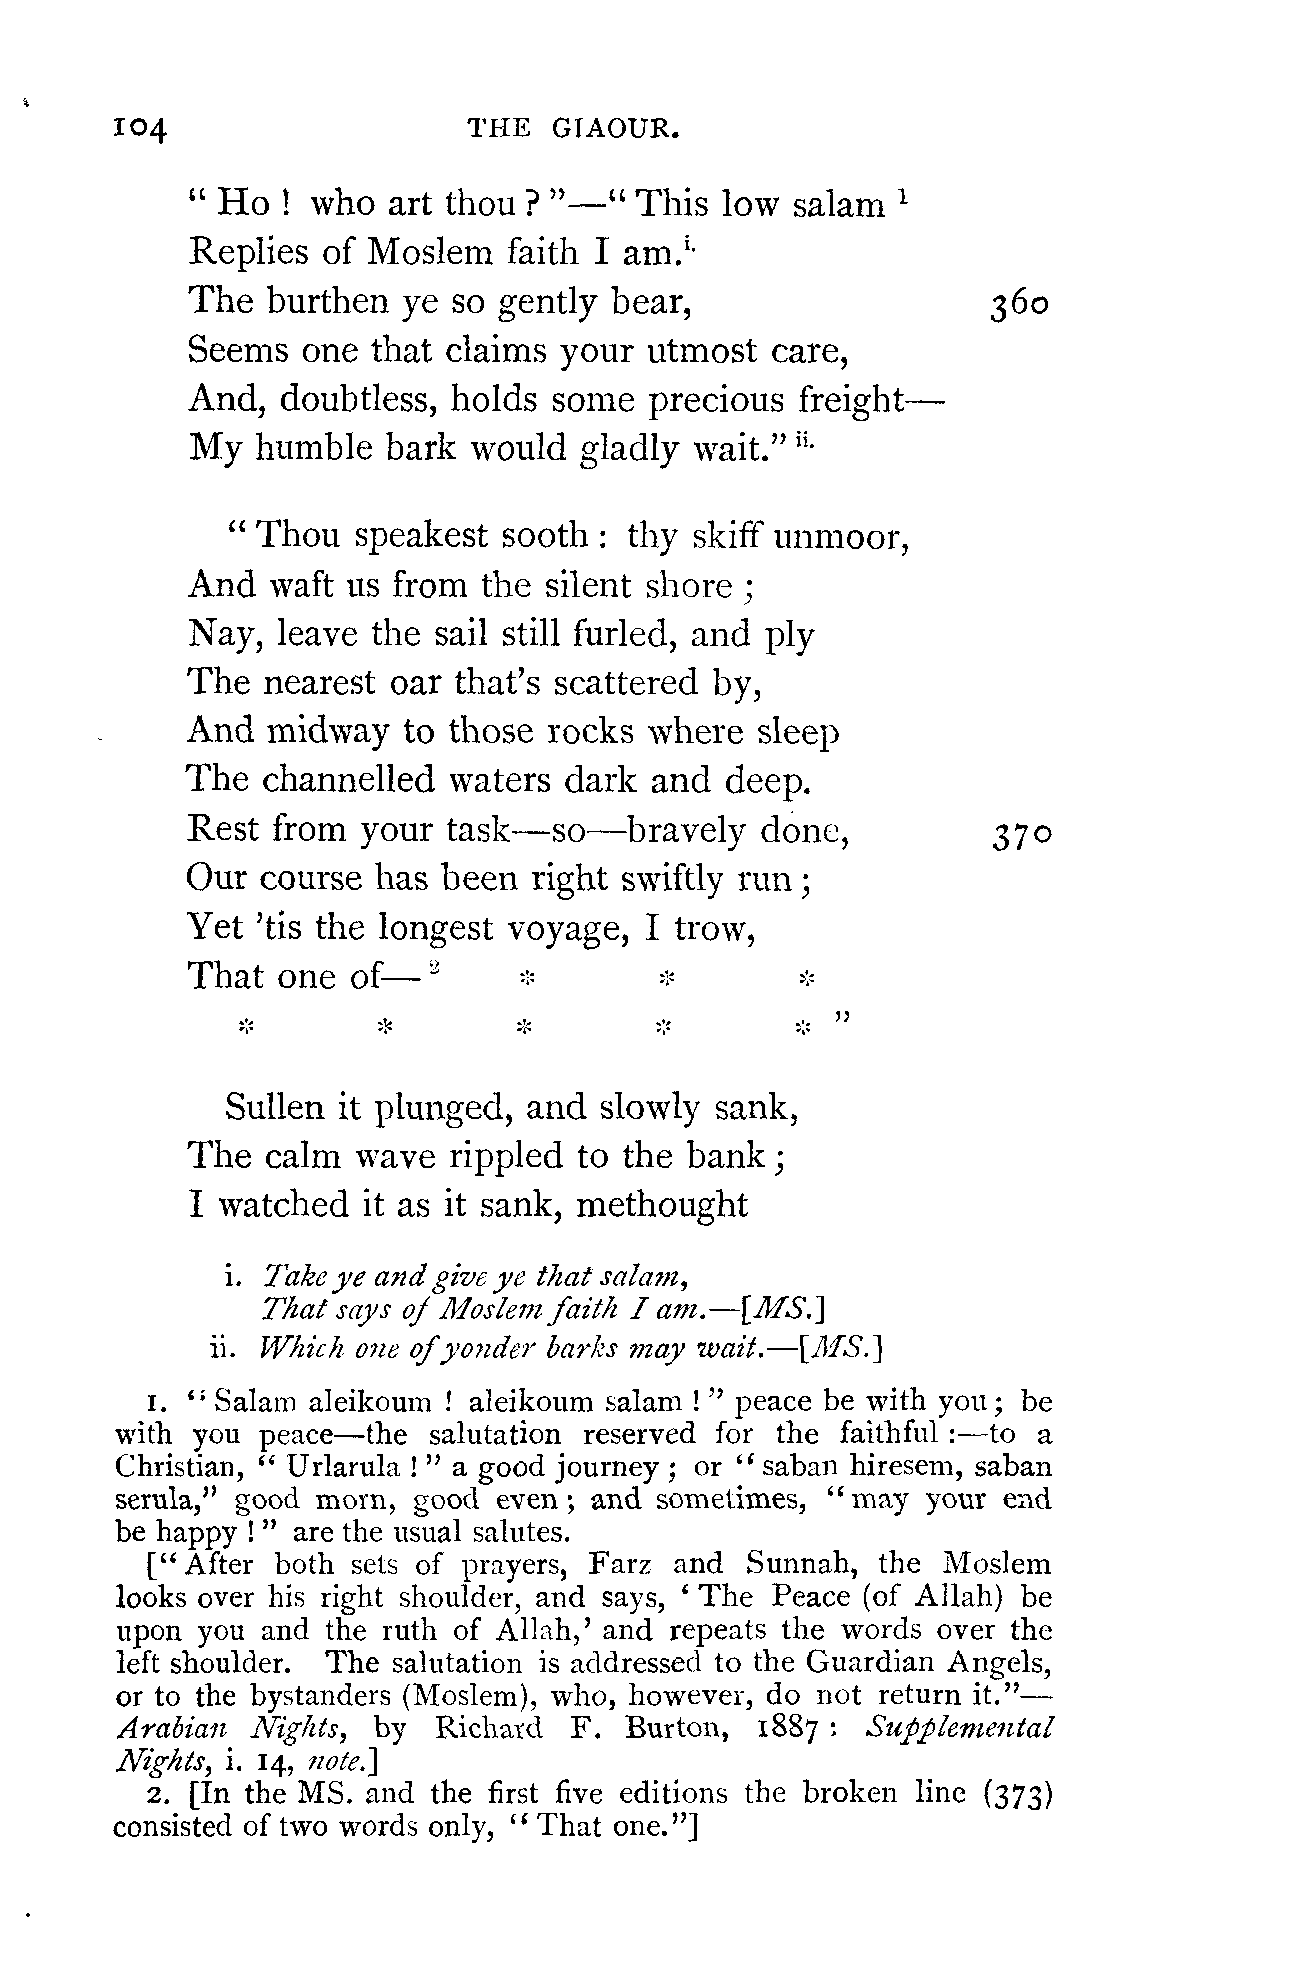 104 THE GIAOUR.
“ Ho ! who art thou ? ”—“ This low salam ¹
Replies of Moslem faith I am.i.
The burthen ye so gently bear, 360
Seems one that claims your utmost care,
And, doubtless, holds some precious freight—
My humble bark would gladly wait.” ii.
“ Thou speakest sooth : thy skiff unmoor,
And waft us from the silent shore ;
Nay, leave the sail still furled, and ply
The nearest oar that’s scattered by,
And midway to those rocks where sleep
The channelled waters dark and deep.
Rest from your task—so—bravely done, 370
Our course has been right swiftly run ;
Yet ’tis the longest voyage, I trow,
That one of— ² * * *
* * * * * ”
Sullen it plunged, and slowly sank,
The calm wave rippled to the bank ;
I watched it as it sank, methought
i. Take ye and give ye that salam,
That says of Moslem faith I am.—[MS.]
ii. Which one of yonder barks may wait.—[MS.]
1. “ Salam aleikoum ! aleikoum salam ! ” peace be with you ; be
with you peace—the salutation reserved for the faithful :—to a
Christian, “ Urlarula ! ” a good journey ; or “ saban hiresem, saban
serula,” good morn, good even ; and sometimes, “ may your end
be happy ! ” are the usual salutes.
[“ After both sets of prayers, Farz and Sunnah, the Moslem
looks over his right shoulder, and says, ‘ The Peace (of Allah) be
upon you and the ruth of Allah,’ and repeats the words over the
left shoulder. The salutation is addressed to the Guardian Angels,
or to the bystanders (Moslem), who, however, do not return it.”—
Arabian Nights, by Richard F. Burton, 1887 : Supplemental
Nights, i. 14, note.]
2. [In the MS. and the first five editions the broken line (373)
consisted of two words only, “ That one.”]